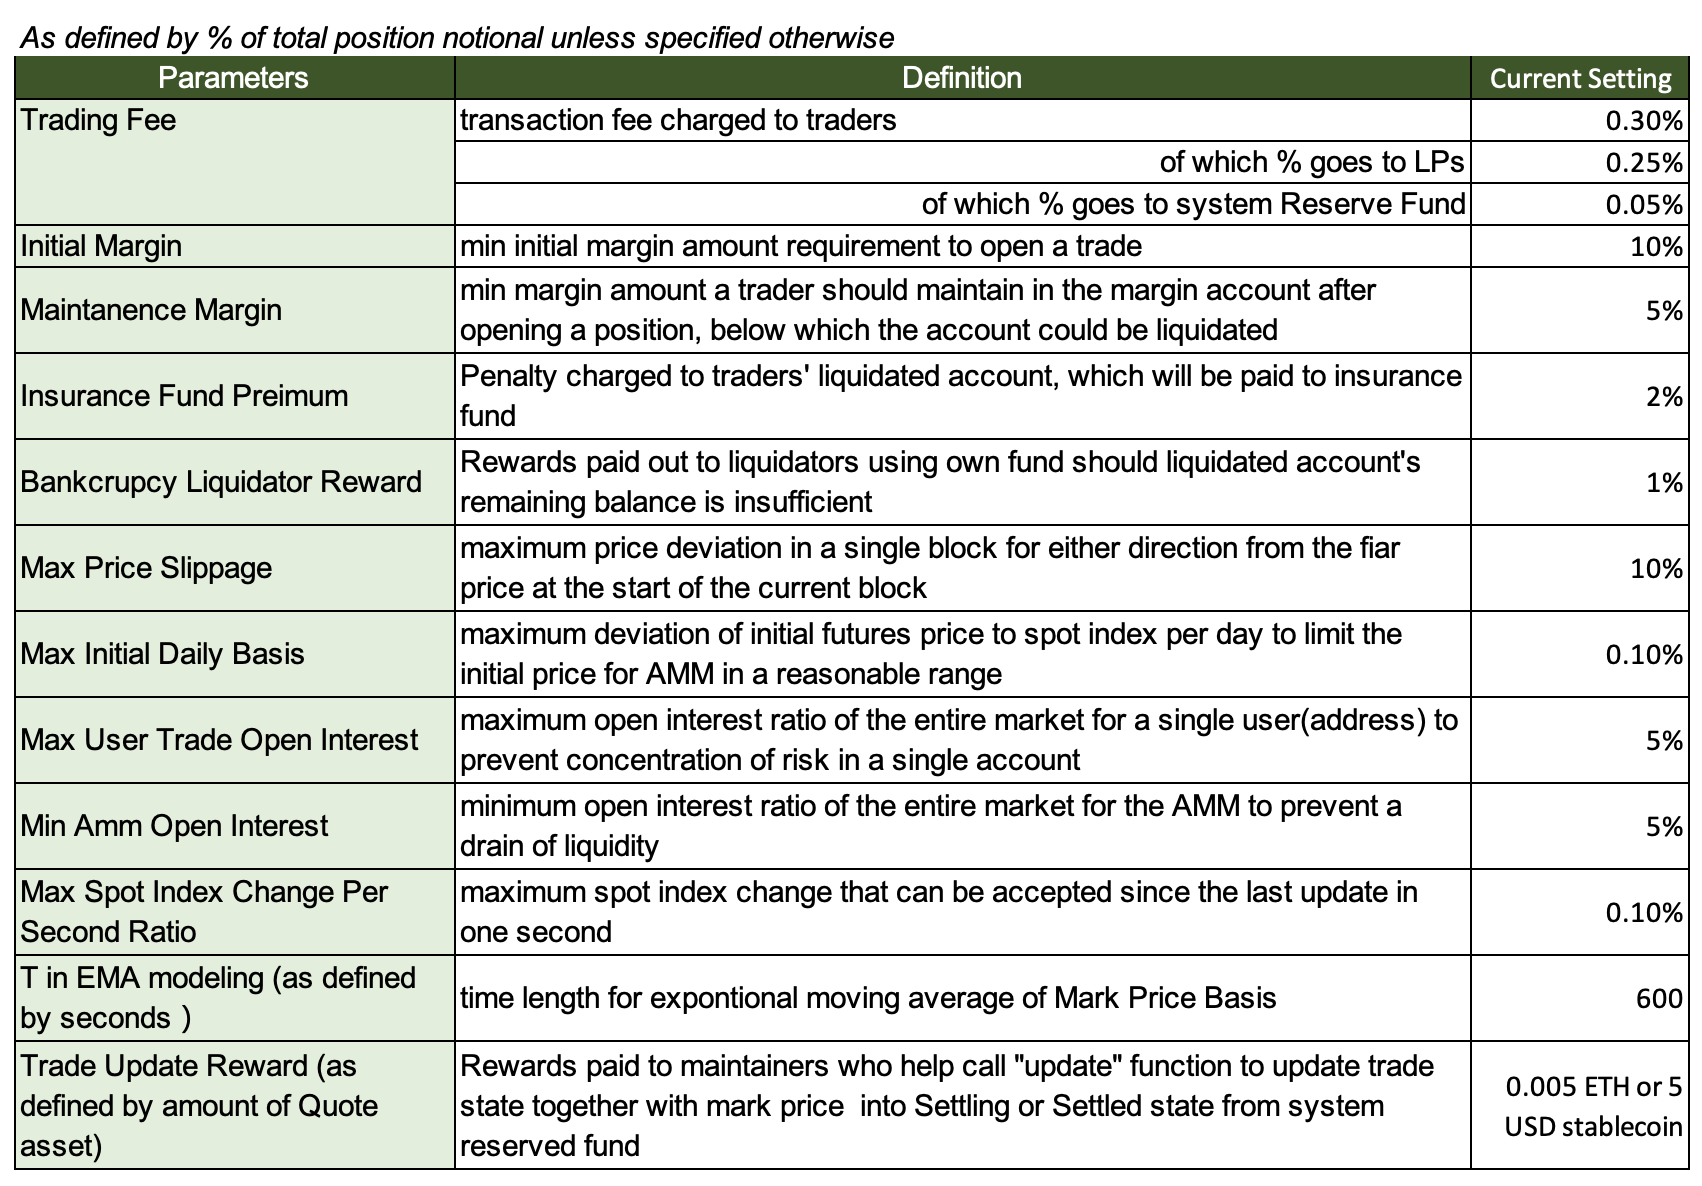 As defined by % of total position notional unless specified otherwise
Parameters Definition Current Setting
Trading Fee transaction fee charged to traders 0.30%
of which % goes to LPs 0.25%
of which % goes to system Reserve Fund 0.05%
Initial Margin min initial margin amount requirement to open a trade 10%
Maintanence Margin min margin amount a trader should maintain in the margin account after
opening a position, below which the account could be liquidated 5%
Insurance Fund Preimum Penalty charged to traders' liquidated account, which will be paid to insurance
fund 2%
Bankcrupcy Liquidator Reward Rewards paid out to liquidators using own fund should liquidated account's
remaining balance is insufficient 1%
Max Price Slippage maximum price deviation in a single block for either direction from the fiar
price at the start of the current block 10%
Max Initial Daily Basis maximum deviation of initial futures price to spot index per day to limit the
initial price for AMM in a reasonable range 0.10%
Max User Trade Open Interest maximum open interest ratio of the entire market for a single user(address) to
prevent concentration of risk in a single account 5%
Min Amm Open Interest minimum open interest ratio of the entire market for the AMM to prevent a
drain of liquidity 5%
Max Spot Index Change Per
Second Ratio
maximum spot index change that can be accepted since the last update in
one second
0.10%
T in EMA modeling (as defined
by seconds )
time length for expontional moving average of Mark Price Basis
600
Trade Update Reward (as
defined by amount of Quote
asset)
Rewards paid to maintainers who help call "update" function to update trade
state together with mark price  into Settling or Settled state from system
reserved fund
0.005 ETH or 5
USD stablecoin